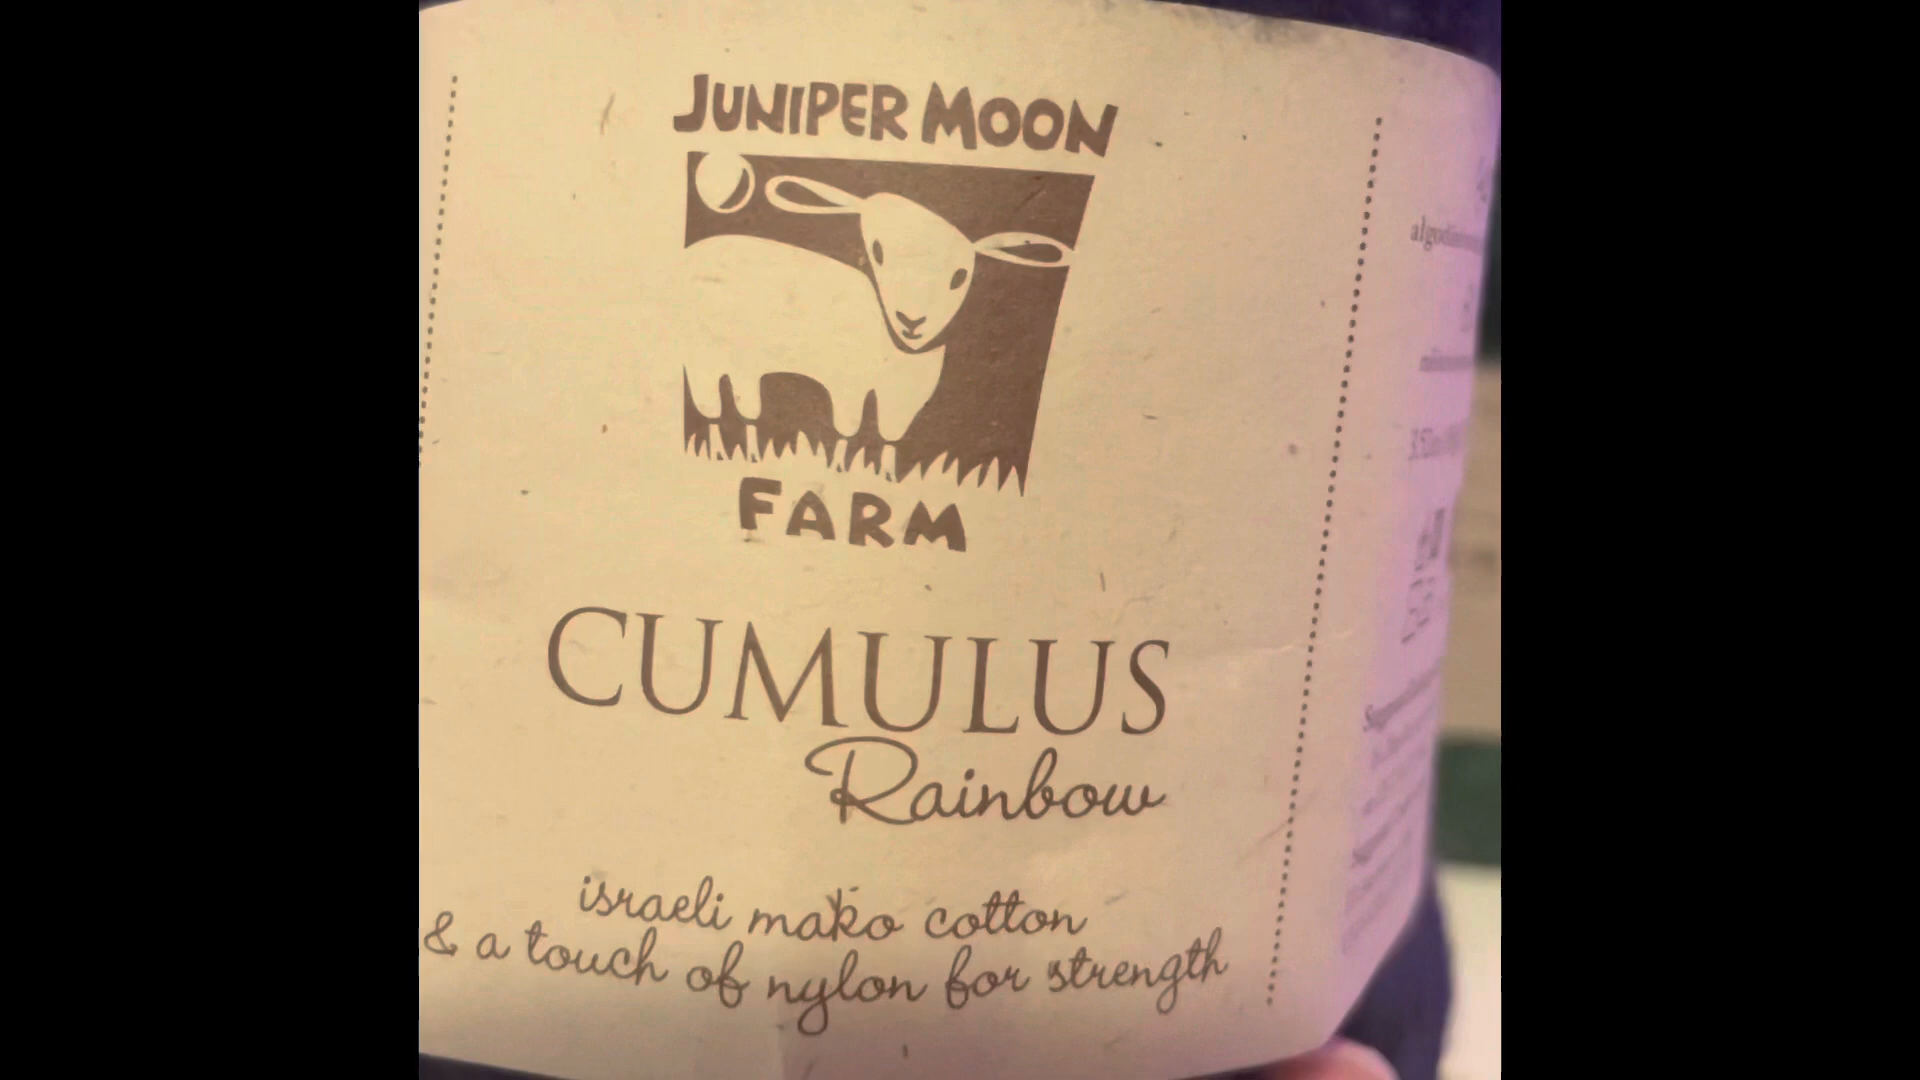 JUNIPER MOON
FARM
CUMULUS
Rainbow
israeli mako cotton
& a touch of nylon for strength